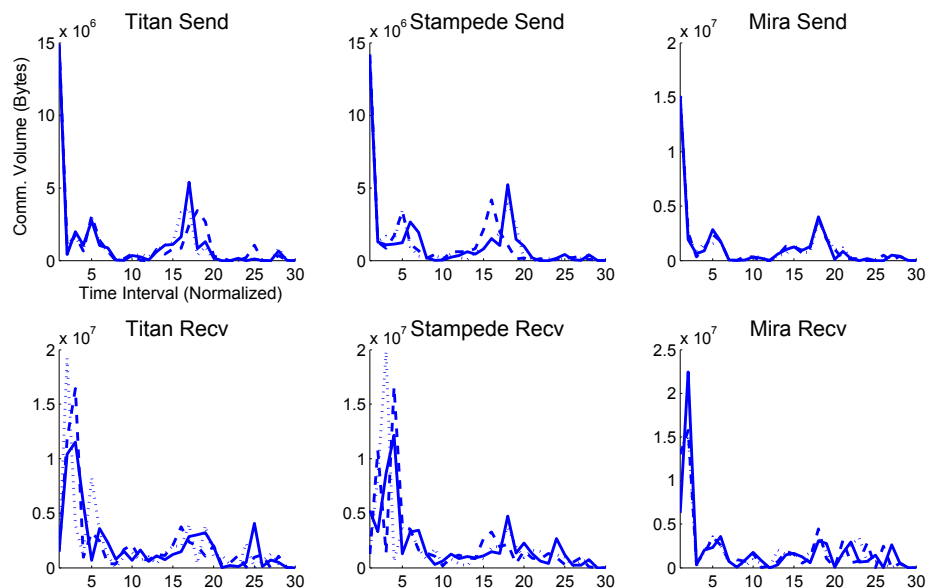 Titan Send
Stampede Send
Mira Send
x 10^6
x 10^6
x 10^7
Comm. Volume (Bytes)
15
10
5
0
5 10 15 20 25 30
Time Interval (Normalized)
15
10
5
0
5 10 15 20 25 30
2
1.5
1
0.5
0
5 10 15 20 25 30
Titan Recv
Stampede Recv
Mira Recv
x 10^7
x 10^7
x 10^7
2
1.5
1
0.5
0
5 10 15 20 25 30
2
1.5
1
0.5
0
5 10 15 20 25 30
2.5
2
1.5
1
0.5
0
5 10 15 20 25 30